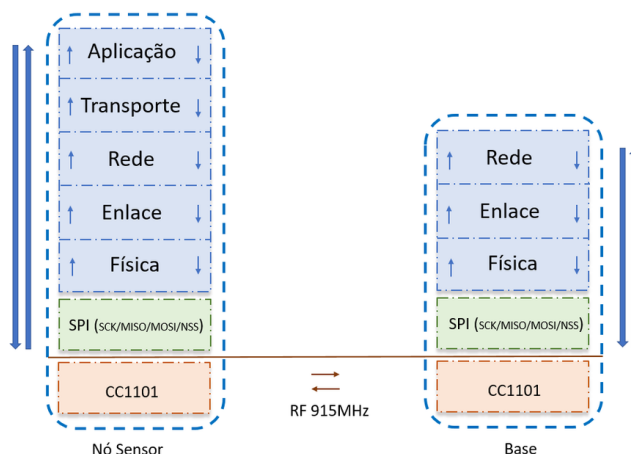 Aplicação
Transporte
Rede
Enlace
Física
SPI (SCK/MISO/MOSI/NSS)
CC1101
Nó Sensor
RF 915MHz
Rede
Enlace
Física
SPI (SCK/MISO/MOSI/NSS)
CC1101
Base